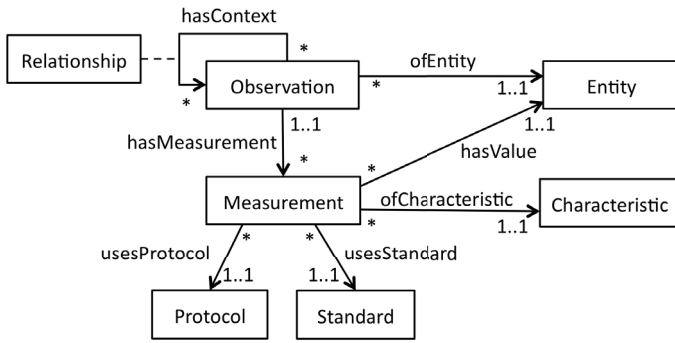 hasContext
Relationship
*
*
Observation
ofEntity
*
1..1
Entity
1..1
hasMeasurement
*
hasValue
*
1..1
Measurement
ofCharacteristic
*
1..1
Characteristic
usesProtocol
*
*
usesStandard
1..1
1..1
Protocol
Standard